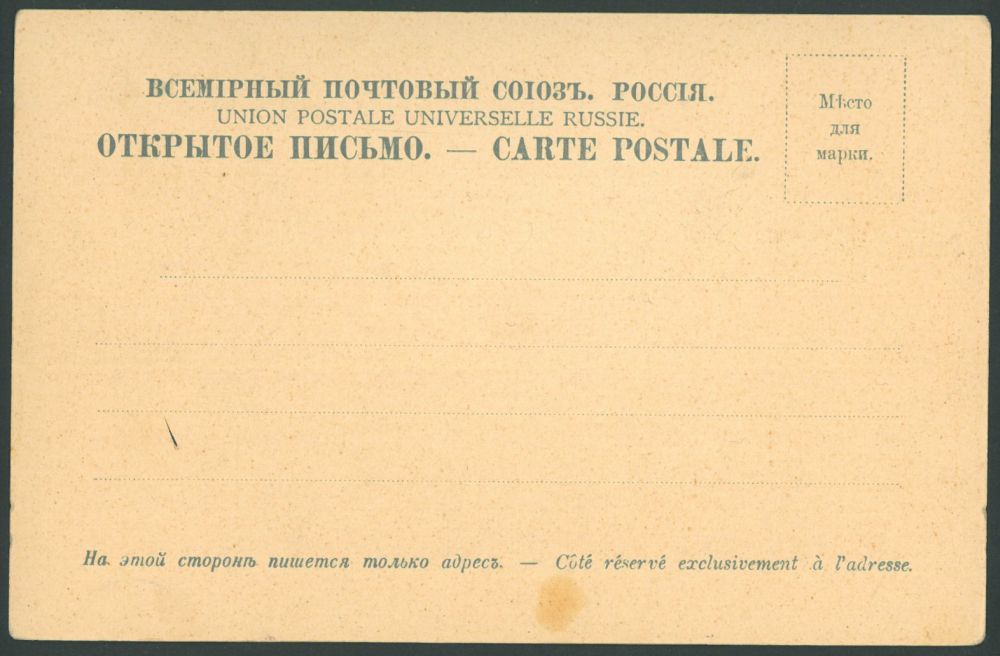 ВСЕМІРНЫЙ ПОЧТОВЫЙ СОЮЗЪ. РОССІЯ.
UNION POSTALE UNIVERSELLE RUSSIE.
ОТКРЫТОЕ ПИСЬМО. — CARTE POSTALE.
Мѣсто
для
марки.
На этой сторонѣ пишется только адресъ. — Côté réservé exclusivement à l'adresse.